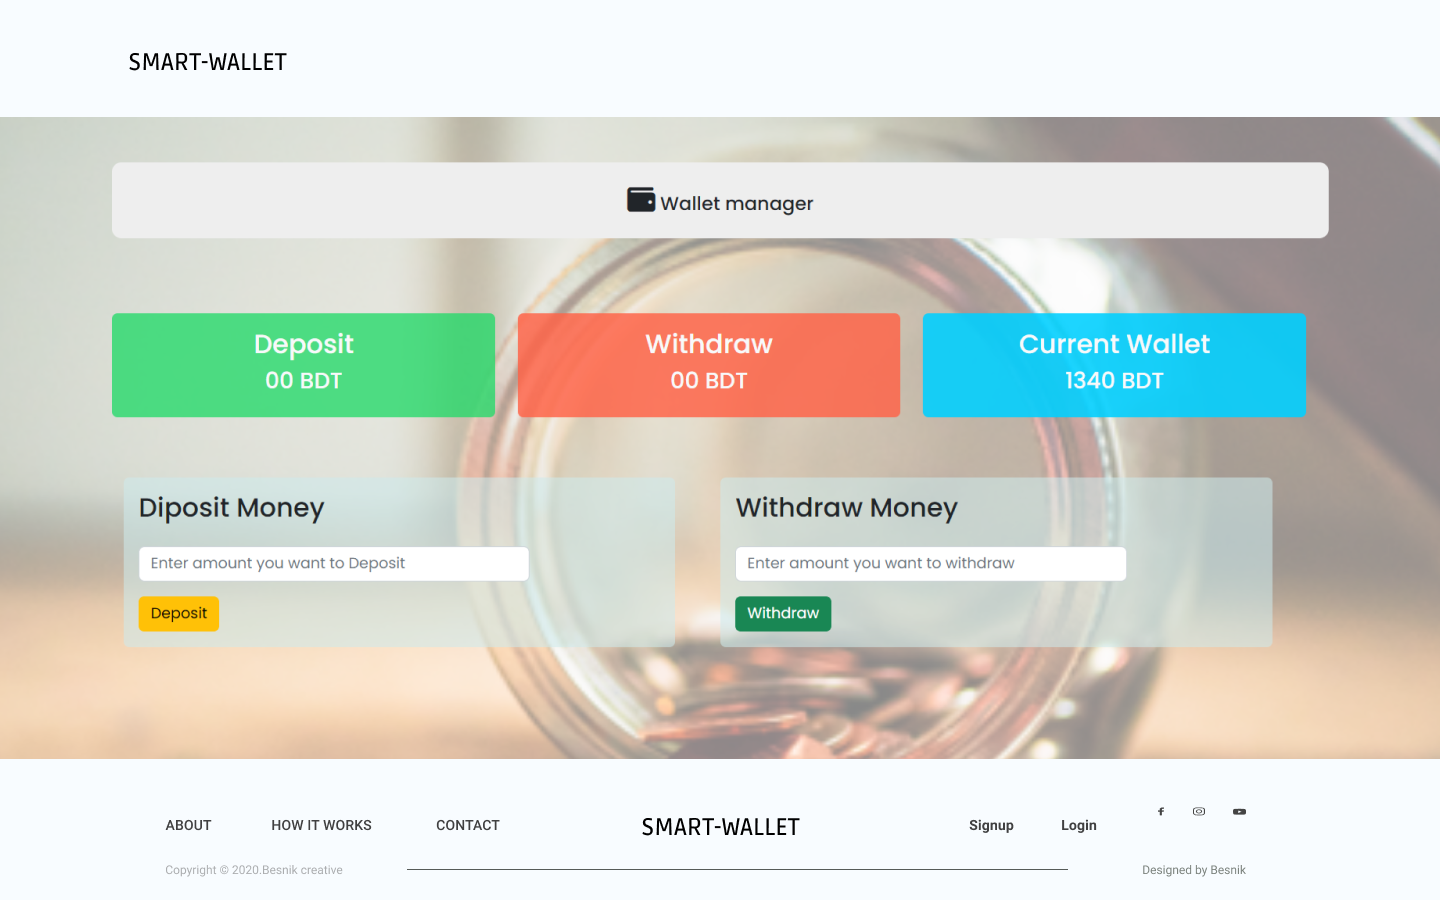 SMART-WALLET
Wallet manager
Deposit
00 BDT
Withdraw
00 BDT
Current Wallet
1340 BDT
Diposit Money
Enter amount you want to Deposit
Deposit
Withdraw Money
Enter amount you want to withdraw
Withdraw
ABOUT HOW IT WORKS CONTACT SMART-WALLET Signup Login
Copyright © 2020.Besnik creative Designed by Besnik